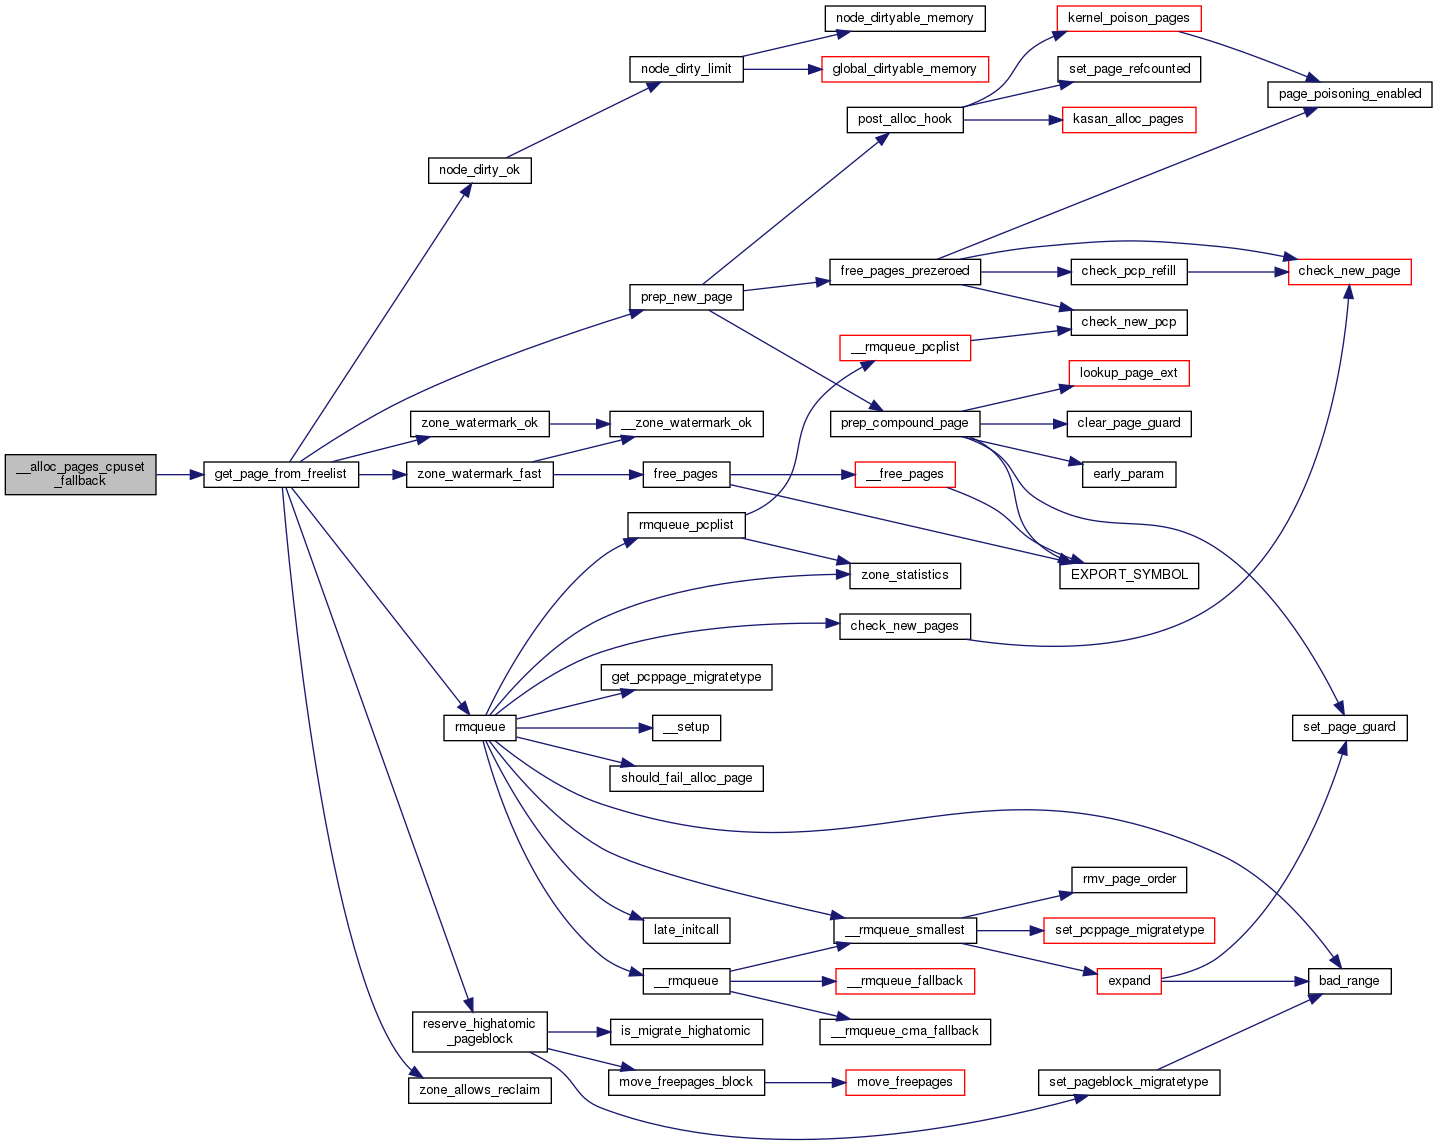 node_dirtyable_memory
kernel_poison_pages
node_dirty_limit
global_dirtyable_memory
set_page_refcounted
page_poisoning_enabled
post_alloc_hook
kasan_alloc_pages
node_dirty_ok
free_pages_prezeroed
check_pcp_refill
check_new_page
prep_new_page
check_new_pcp
__rmqueue_pcplist
lookup_page_ext
zone_watermark_ok
__zone_watermark_ok
prep_compound_page
clear_page_guard
__alloc_pages_cpuset
_fallback
get_page_from_freelist
zone_watermark_fast
free_pages
__free_pages
early_param
rmqueue_pcplist
zone_statistics
EXPORT_SYMBOL
check_new_pages
get_pcppage_migratetype
rmqueue
__setup
set_page_guard
should_fail_alloc_page
rmv_page_order
late_initcall
__rmqueue_smallest
set_pcppage_migratetype
__rmqueue
__rmqueue_fallback
expand
bad_range
reserve_highatomic
_pageblock
is_migrate_highatomic
__rmqueue_cma_fallback
zone_allows_reclaim
move_freepages_block
move_freepages
set_pageblock_migratetype